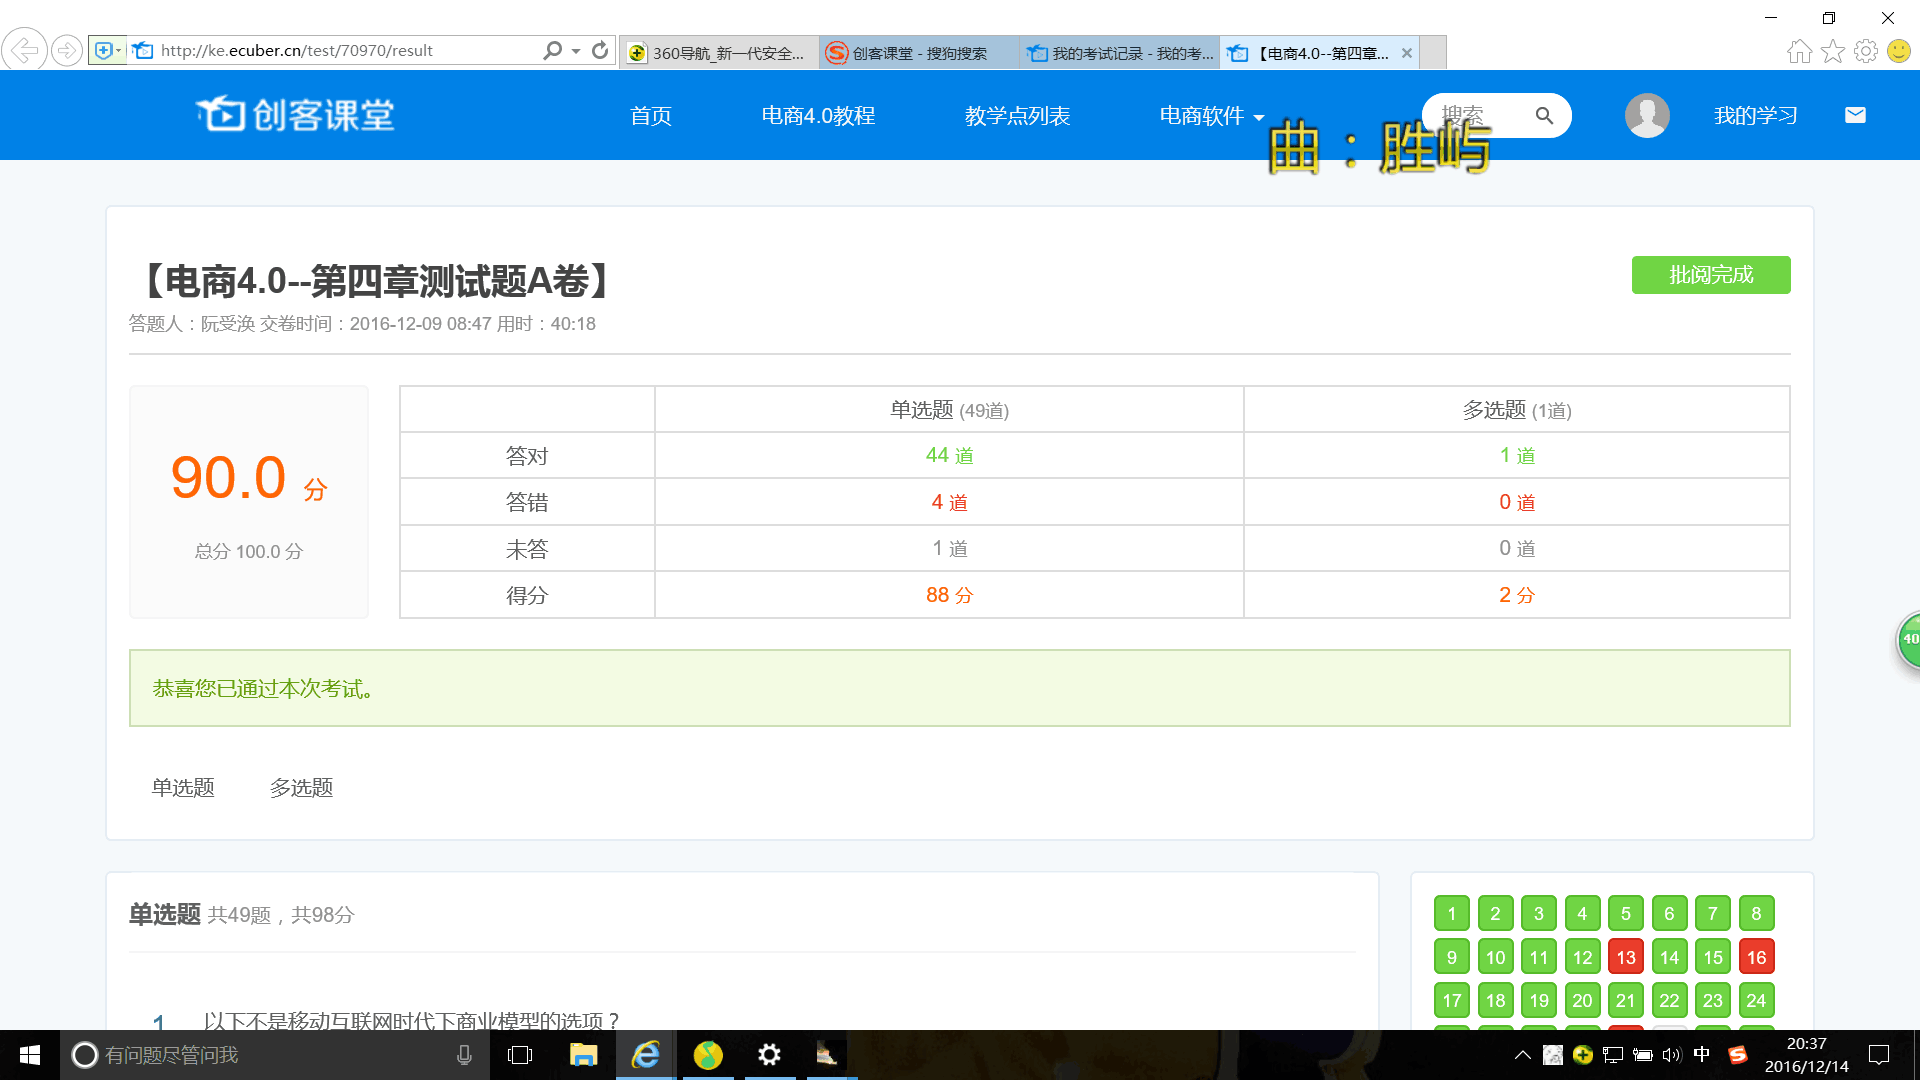 http://ke.ecuber.cn/test/70970/result
360导航_新一代安全...
创客课堂 - 搜狗搜索
我的考试记录 - 我的考...
【电商4.0--第四章...
创客课堂
首页
电商4.0教程
教学点列表
电商软件
搜索
我的学习
曲：胜屿
【电商4.0--第四章测试题A卷】
批阅完成
答题人：阮受涣 交卷时间：2016-12-09 08:47 用时：40:18
90.0 分
总分 100.0 分
单选题 (49道) 多选题 (1道)
答对 44 道 1 道
答错 4 道 0 道
未答 1 道 0 道
得分 88 分 2 分
40
恭喜您已通过本次考试。
单选题 多选题
单选题 共49题，共98分
1 以下不是移动互联网时代下商业模型的选项？
1 2 3 4 5 6 7 8
9 10 11 12 13 14 15 16
17 18 19 20 21 22 23 24
有问题尽管问我
中
20:37
2016/12/14